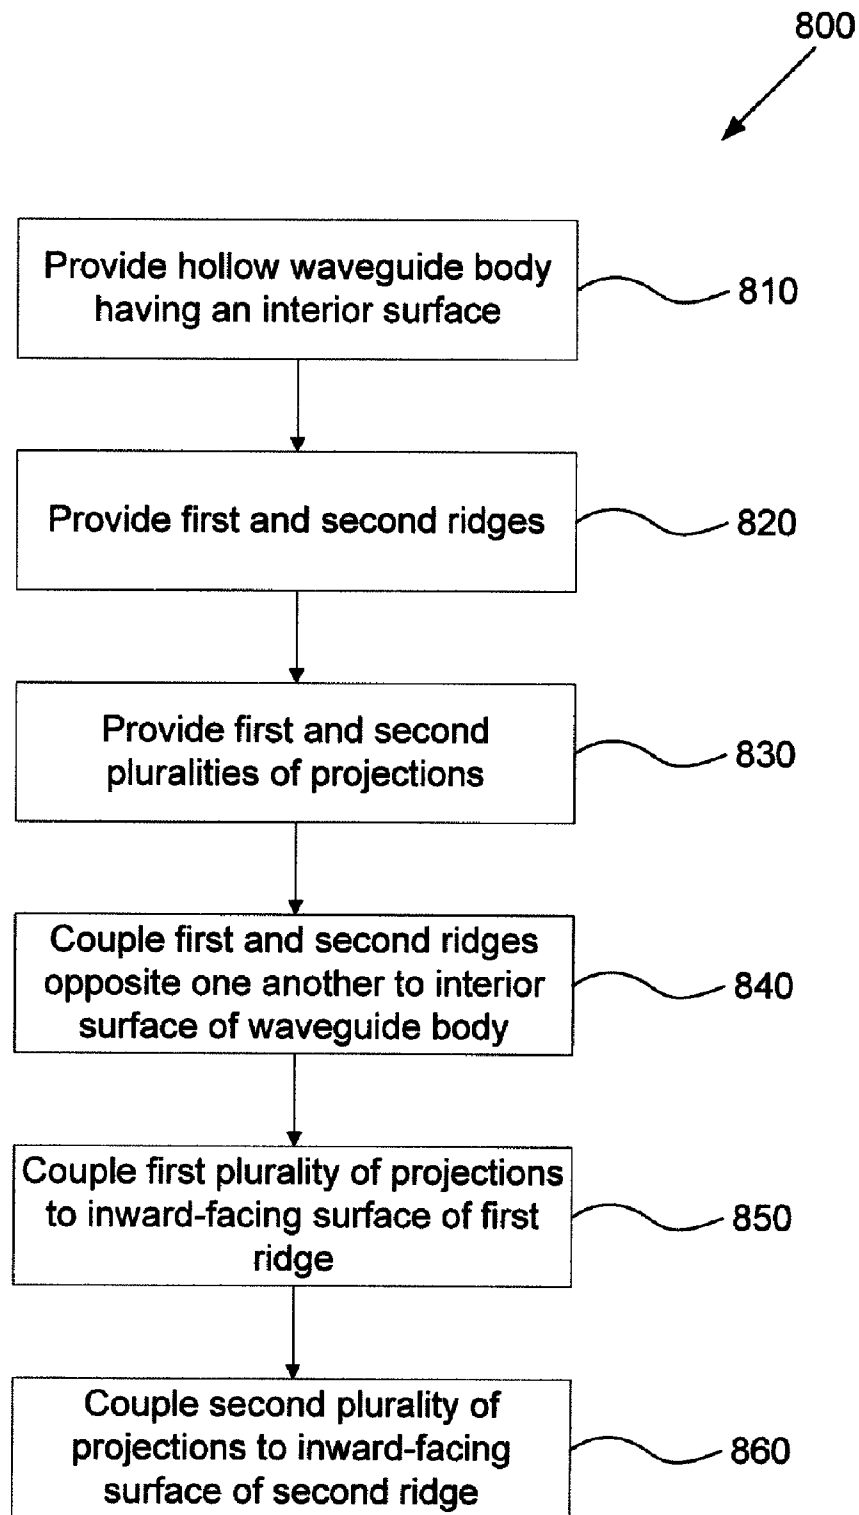 800
Provide hollow waveguide body
having an interior surface
810
Provide first and second ridges
820
Provide first and second
pluralities of projections
830
Couple first and second ridges
opposite one another to interior
surface of waveguide body
840
Couple first plurality of projections
to inward-facing surface of first
ridge
850
Couple second plurality of
projections to inward-facing
surface of second ridge
860